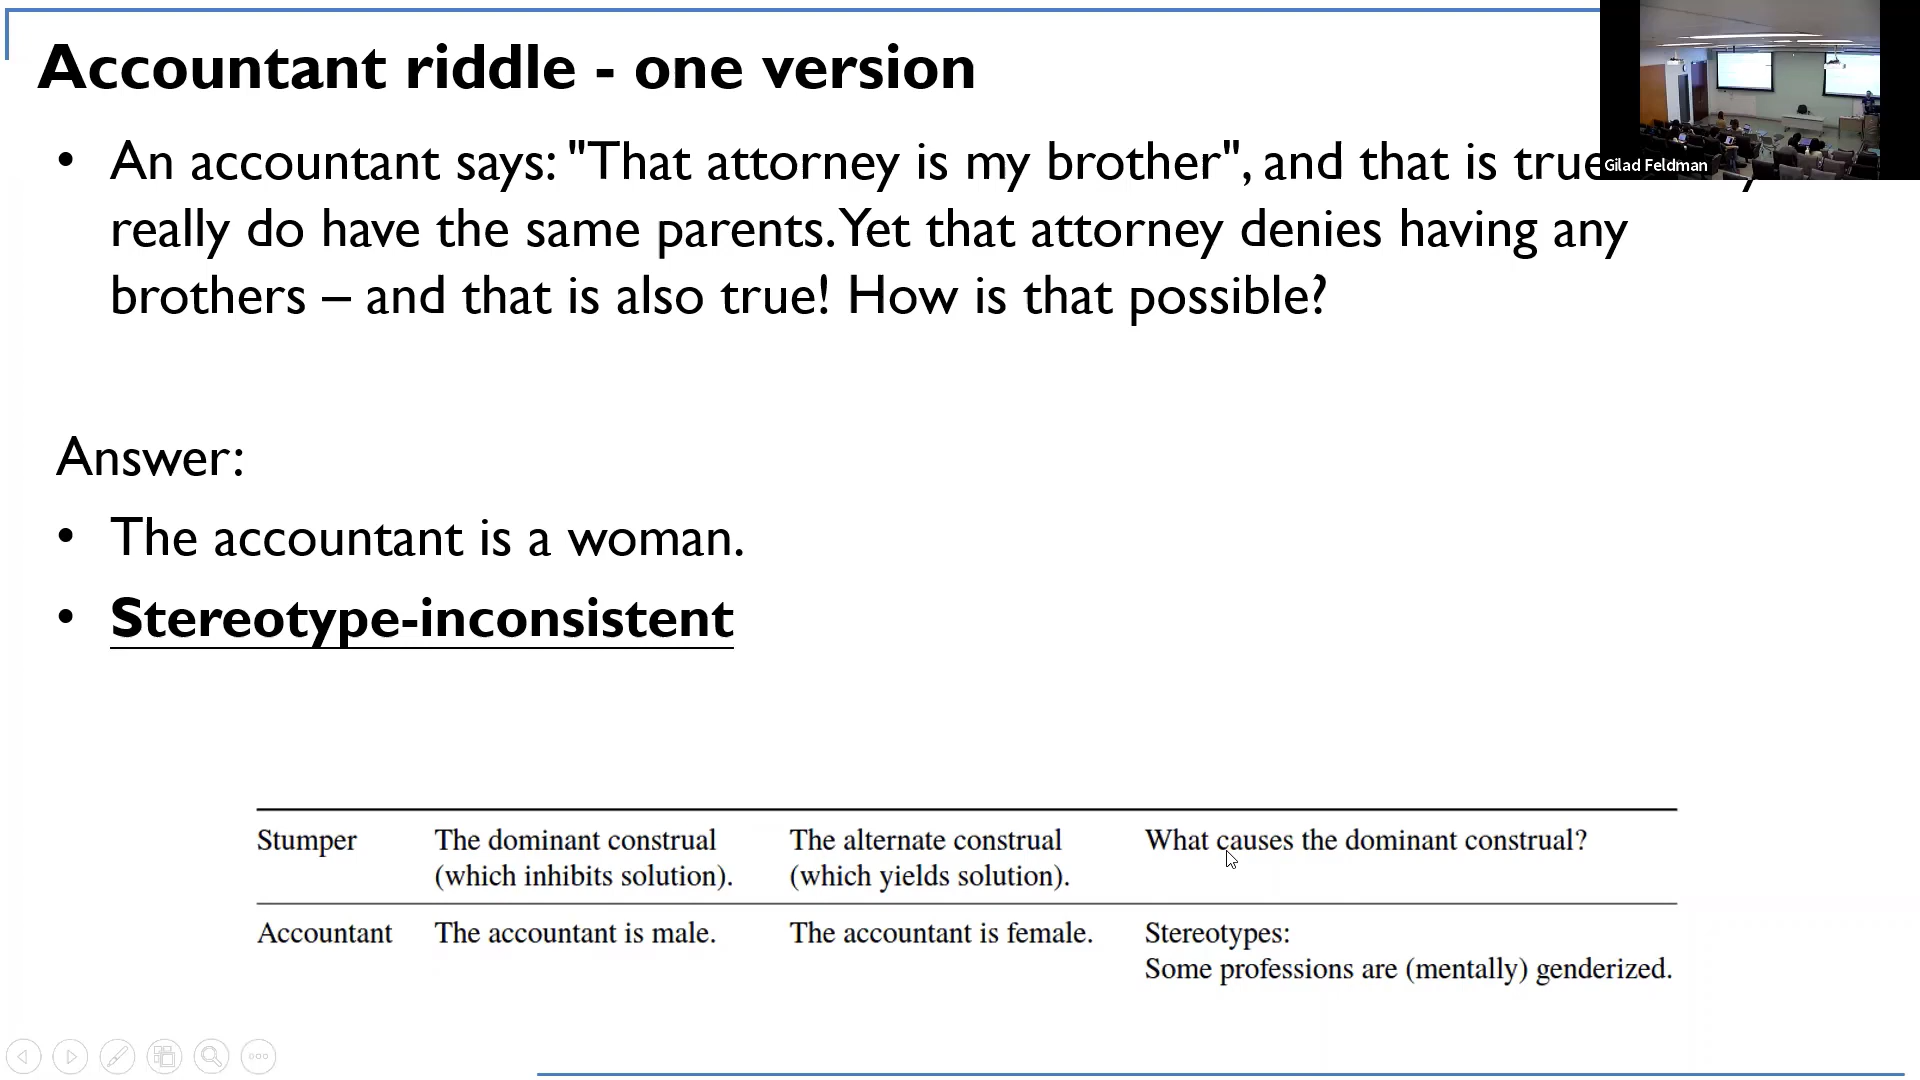 Accountant riddle - one version
• An accountant says: "That attorney is my brother", and that is true
Gilad Feldman
really do have the same parents. Yet that attorney denies having any
brothers – and that is also true! How is that possible?
Answer:
• The accountant is a woman.
• Stereotype-inconsistent
Stumper The dominant construal The alternate construal What causes the dominant construal?
(which inhibits solution). (which yields solution).
Accountant The accountant is male. The accountant is female. Stereotypes:
Some professions are (mentally) genderized.